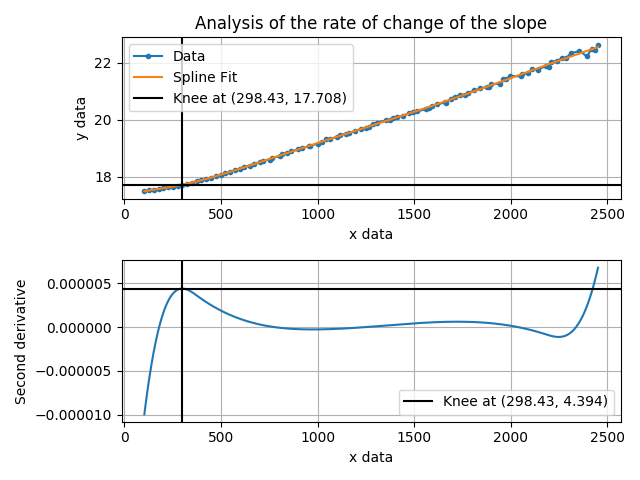 Analysis of the rate of change of the slope
Data
Spline Fit
Knee at (298.43, 17.708)
y data
22
20
18
0 500 1000 1500 2000 2500
x data
Second derivative
0.000005
0.000000
−0.000005
−0.000010
Knee at (298.43, 4.394)
0 500 1000 1500 2000 2500
x data